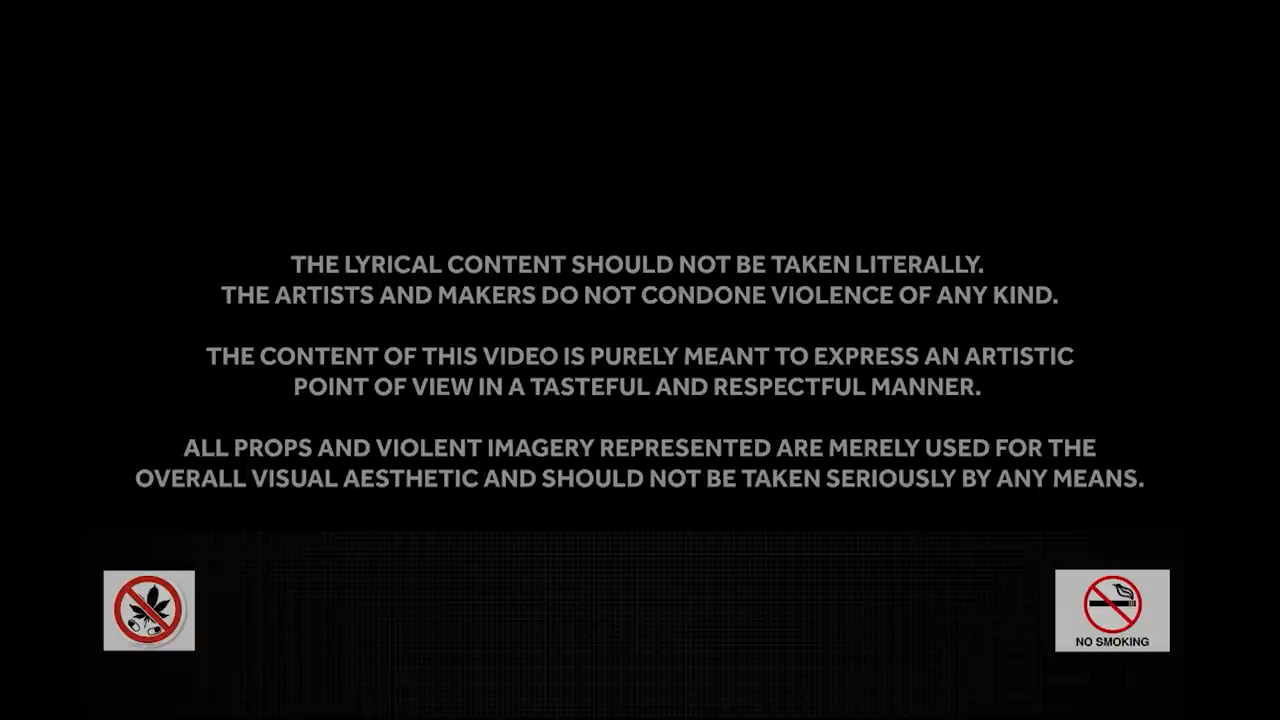 THE LYRICAL CONTENT SHOULD NOT BE TAKEN LITERALLY.
THE ARTISTS AND MAKERS DO NOT CONDONE VIOLENCE OF ANY KIND.
THE CONTENT OF THIS VIDEO IS PURELY MEANT TO EXPRESS AN ARTISTIC
POINT OF VIEW IN A TASTEFUL AND RESPECTFUL MANNER.
ALL PROPS AND VIOLENT IMAGERY REPRESENTED ARE MERELY USED FOR THE
OVERALL VISUAL AESTHETIC AND SHOULD NOT BE TAKEN SERIOUSLY BY ANY MEANS.
NO SMOKING